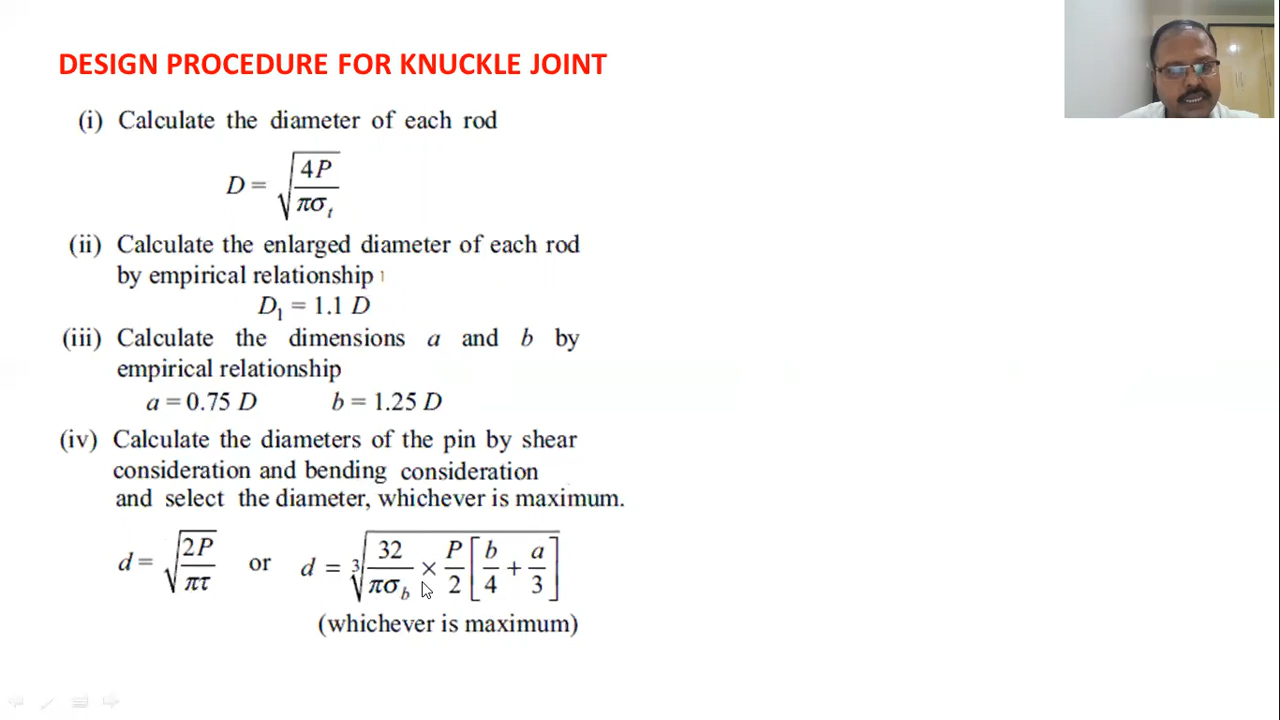 DESIGN PROCEDURE FOR KNUCKLE JOINT
(i) Calculate the diameter of each rod
D = √(4P / πσt)
(ii) Calculate the enlarged diameter of each rod
by empirical relationship
D₁ = 1.1 D
(iii) Calculate the dimensions a and b by
empirical relationship
a = 0.75 D b = 1.25 D
(iv) Calculate the diameters of the pin by shear
consideration and bending consideration
and select the diameter, whichever is maximum.
d = √(2P / πτ) or d = ∛(32 / πσb × P/2 [b/4 + a/3])
(whichever is maximum)